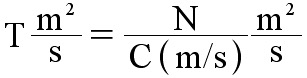 T m²/s = N/(C(m/s)) m²/s